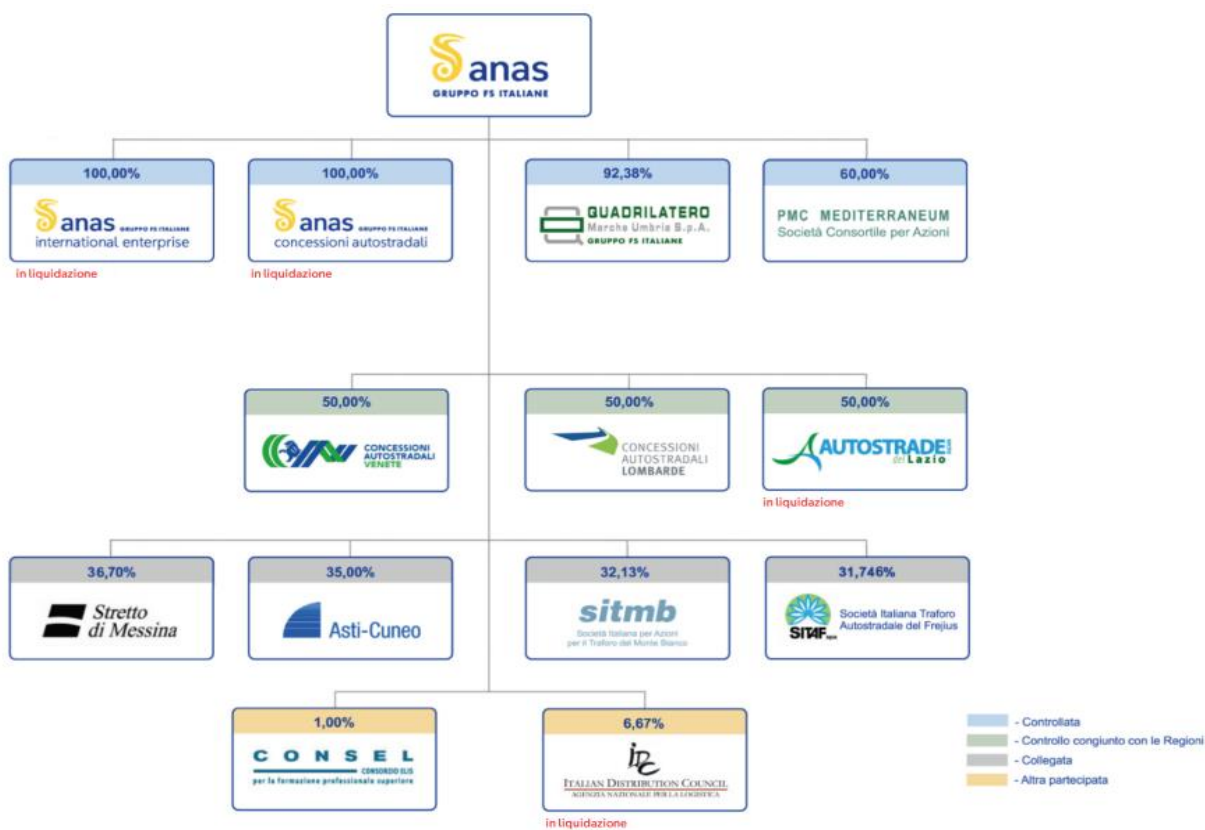 anas
GRUPPO FS ITALIANE
100,00%
anas GRUPPO FS ITALIANE
international enterprise
in liquidazione
100,00%
anas GRUPPO FS ITALIANE
concessioni autostradali
in liquidazione
92,38%
QUADRILATERO
Marche Umbria S.p.A.
GRUPPO FS ITALIANE
60,00%
PMC MEDITERRANEUM
Società Consortile per Azioni
50,00%
CONCESSIONI
AUTOSTRADALI
VENETE
50,00%
CONCESSIONI
AUTOSTRADALI
LOMBARDE
50,00%
AUTOSTRADE
del Lazio
in liquidazione
36,70%
Stretto
di Messina
35,00%
Asti-Cuneo
32,13%
sitmb
Società Italiana per Azioni
per il Traforo del Monte Bianco
31,746%
SITAF spa
Società Italiana Traforo
Autostradale del Frejius
1,00%
CONSEL
CONSORZIO ELIS
per la formazione professionale superiore
6,67%
IDC
ITALIAN DISTRIBUTION COUNCIL
AGENZIA NAZIONALE PER LA LOGISTICA
in liquidazione
- Controllata
- Controllo congiunto con le Regioni
- Collegata
- Altra partecipata